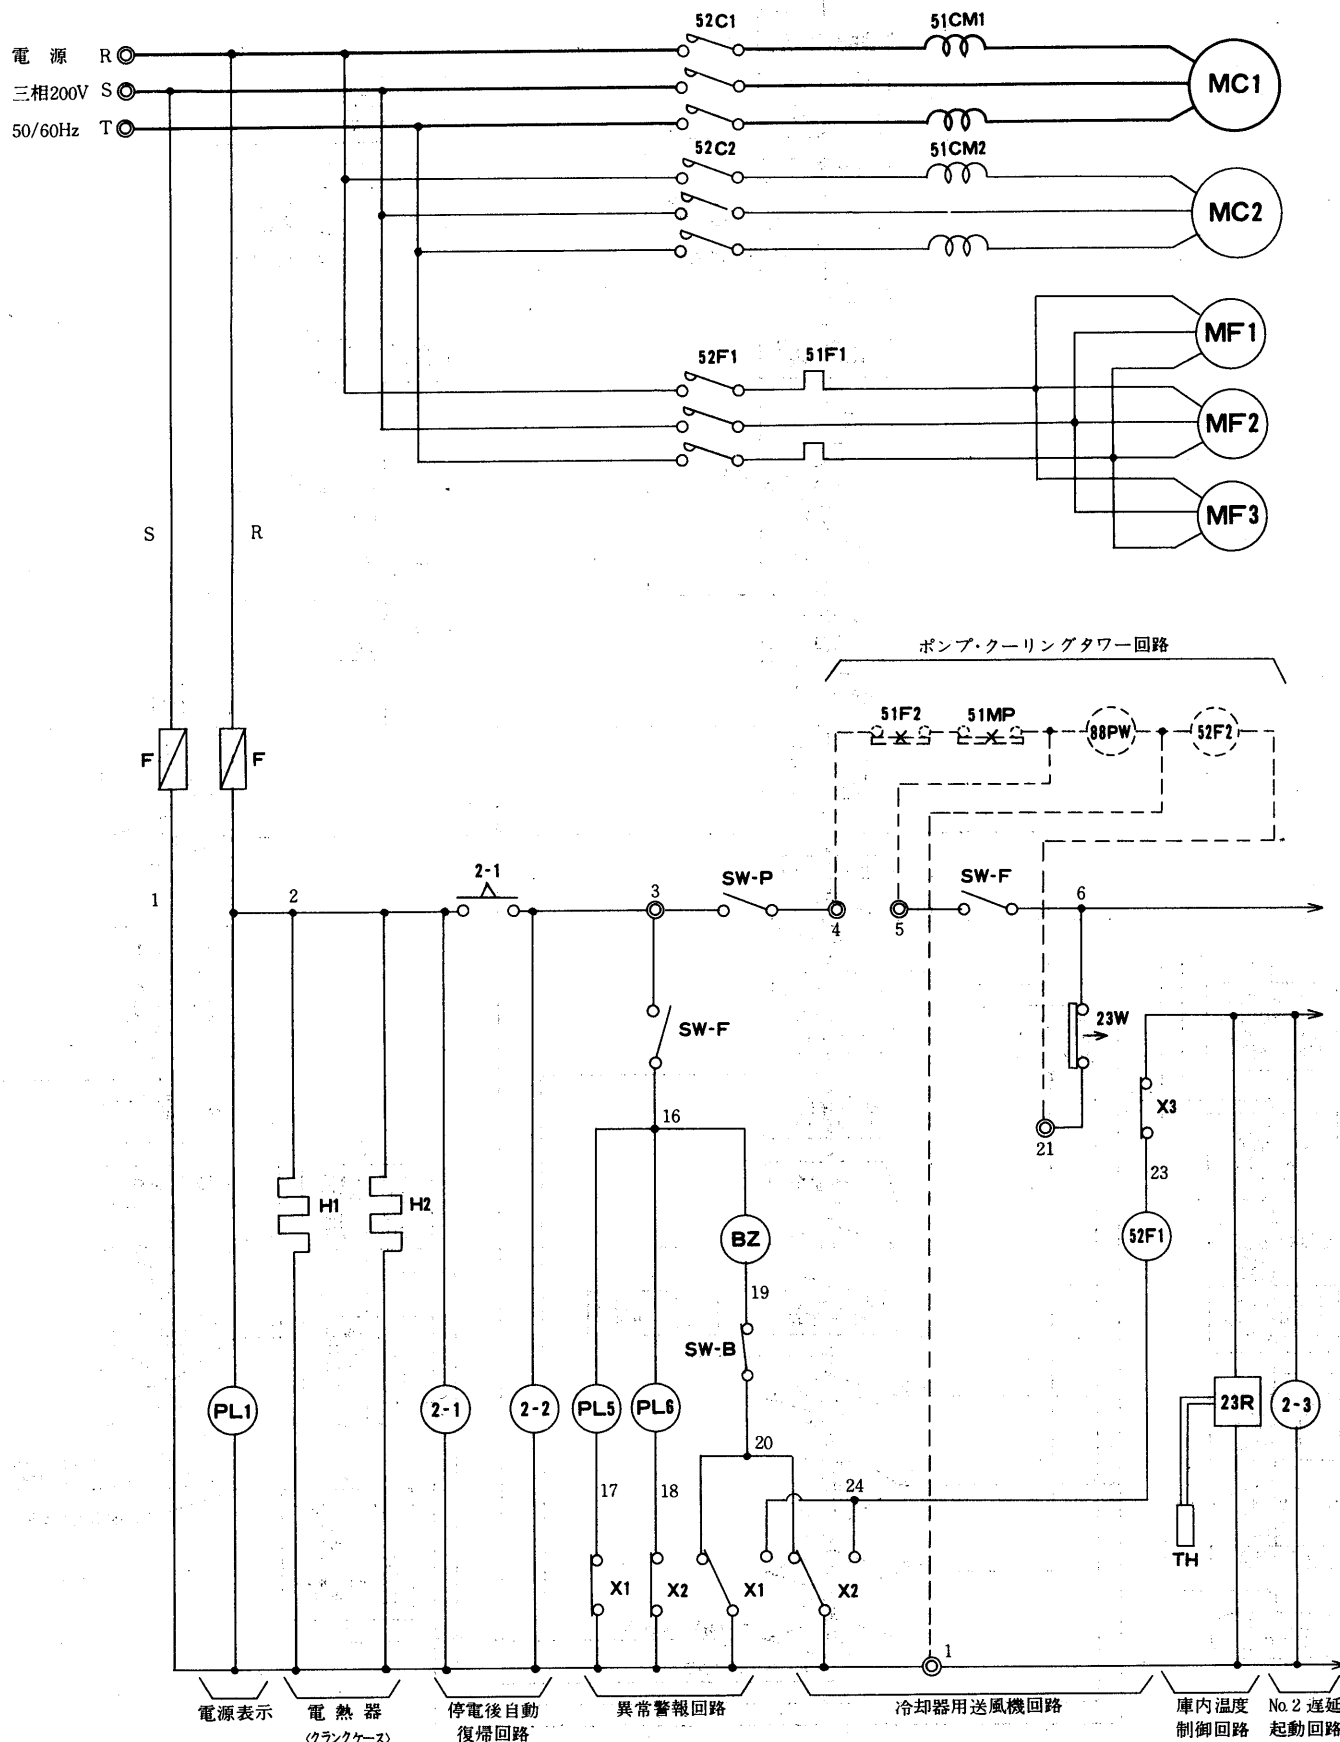 52C1
51CM1
電源 R
三相200V S
50/60Hz T
MC1
52C2
51CM2
MC2
52F1
51F1
MF1
MF2
MF3
S
R
ポンプ・クーリングタワー回路
51F2
51MP
88PW
52F2
F
F
1
2
2-1
3
SW-P
4
5
SW-F
6
SW-F
23W
16
21
X3
23
H1
H2
BZ
52F1
19
SW-B
PL1
2-1
2-2
PL5
PL6
23R
2-3
20
17
18
24
TH
X1
X2
X1
X2
1
電源表示
電熱器
(クランクケース)
停電後自動
復帰回路
異常警報回路
冷却器用送風機回路
庫内温度
制御回路
No.2 遅延
起動回路